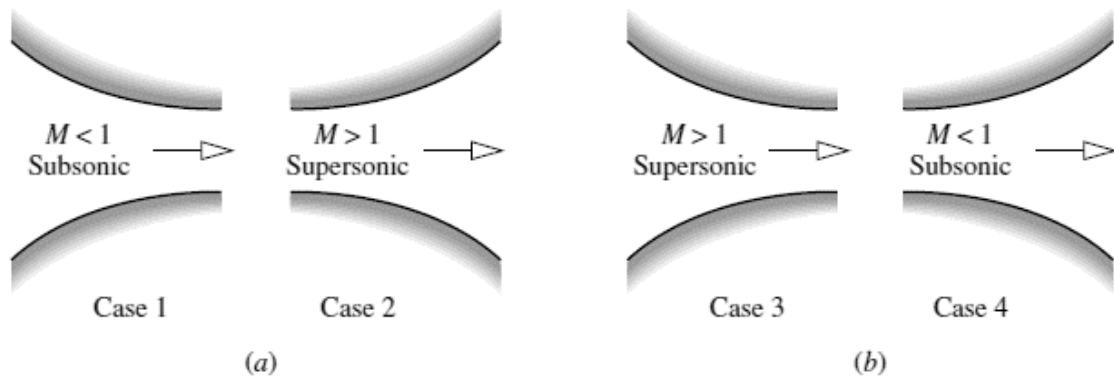 M < 1
Subsonic
M > 1
Supersonic
Case 1
Case 2
(a)
M > 1
Supersonic
M < 1
Subsonic
Case 3
Case 4
(b)